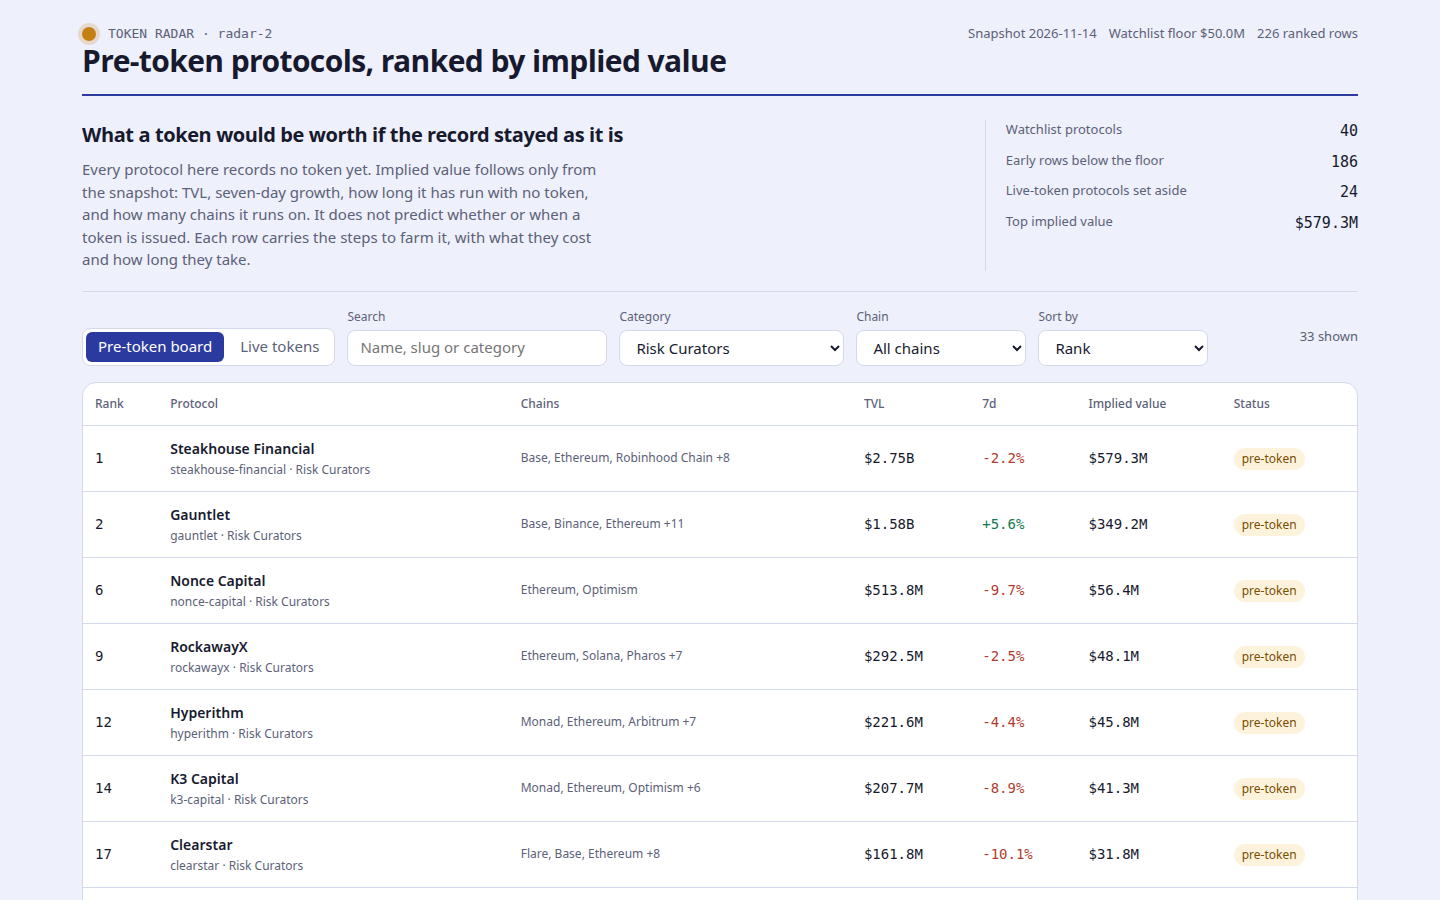 TOKEN RADAR · radar-2
Snapshot 2026-11-14 Watchlist floor $50.0M 226 ranked rows
Pre-token protocols, ranked by implied value
What a token would be worth if the record stayed as it is
Every protocol here records no token yet. Implied value follows only from
the snapshot: TVL, seven-day growth, how long it has run with no token,
and how many chains it runs on. It does not predict whether or when a
token is issued. Each row carries the steps to farm it, with what they cost
and how long they take.
Watchlist protocols 40
Early rows below the floor 186
Live-token protocols set aside 24
Top implied value $579.3M
Search
Category
Chain
Sort by
Pre-token board
Live tokens
Name, slug or category
Risk Curators
All chains
Rank
33 shown
Rank Protocol Chains TVL 7d Implied value Status
1 Steakhouse Financial Base, Ethereum, Robinhood Chain +8 $2.75B -2.2% $579.3M pre-token
steakhouse-financial · Risk Curators
2 Gauntlet Base, Binance, Ethereum +11 $1.58B +5.6% $349.2M pre-token
gauntlet · Risk Curators
6 Nonce Capital Ethereum, Optimism $513.8M -9.7% $56.4M pre-token
nonce-capital · Risk Curators
9 RockawayX Ethereum, Solana, Pharos +7 $292.5M -2.5% $48.1M pre-token
rockawayx · Risk Curators
12 Hyperithm Monad, Ethereum, Arbitrum +7 $221.6M -4.4% $45.8M pre-token
hyperithm · Risk Curators
14 K3 Capital Monad, Ethereum, Optimism +6 $207.7M -8.9% $41.3M pre-token
k3-capital · Risk Curators
17 Clearstar Flare, Base, Ethereum +8 $161.8M -10.1% $31.8M pre-token
clearstar · Risk Curators